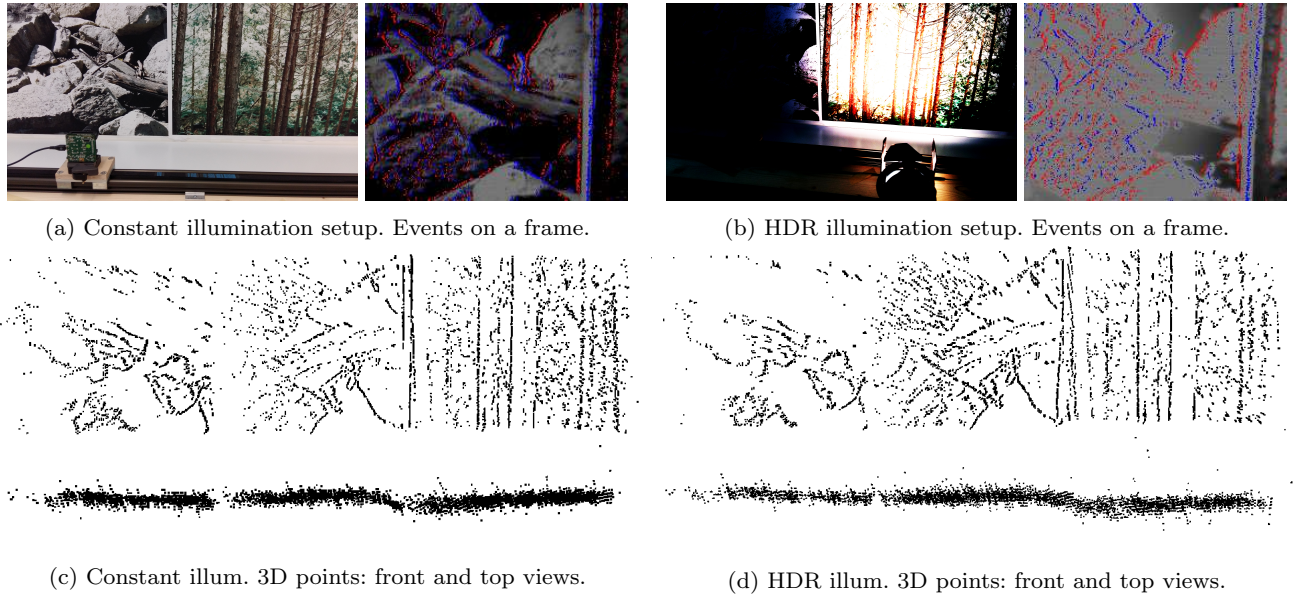 (a) Constant illumination setup. Events on a frame.
(b) HDR illumination setup. Events on a frame.
(c) Constant illum. 3D points: front and top views.
(d) HDR illum. 3D points: front and top views.